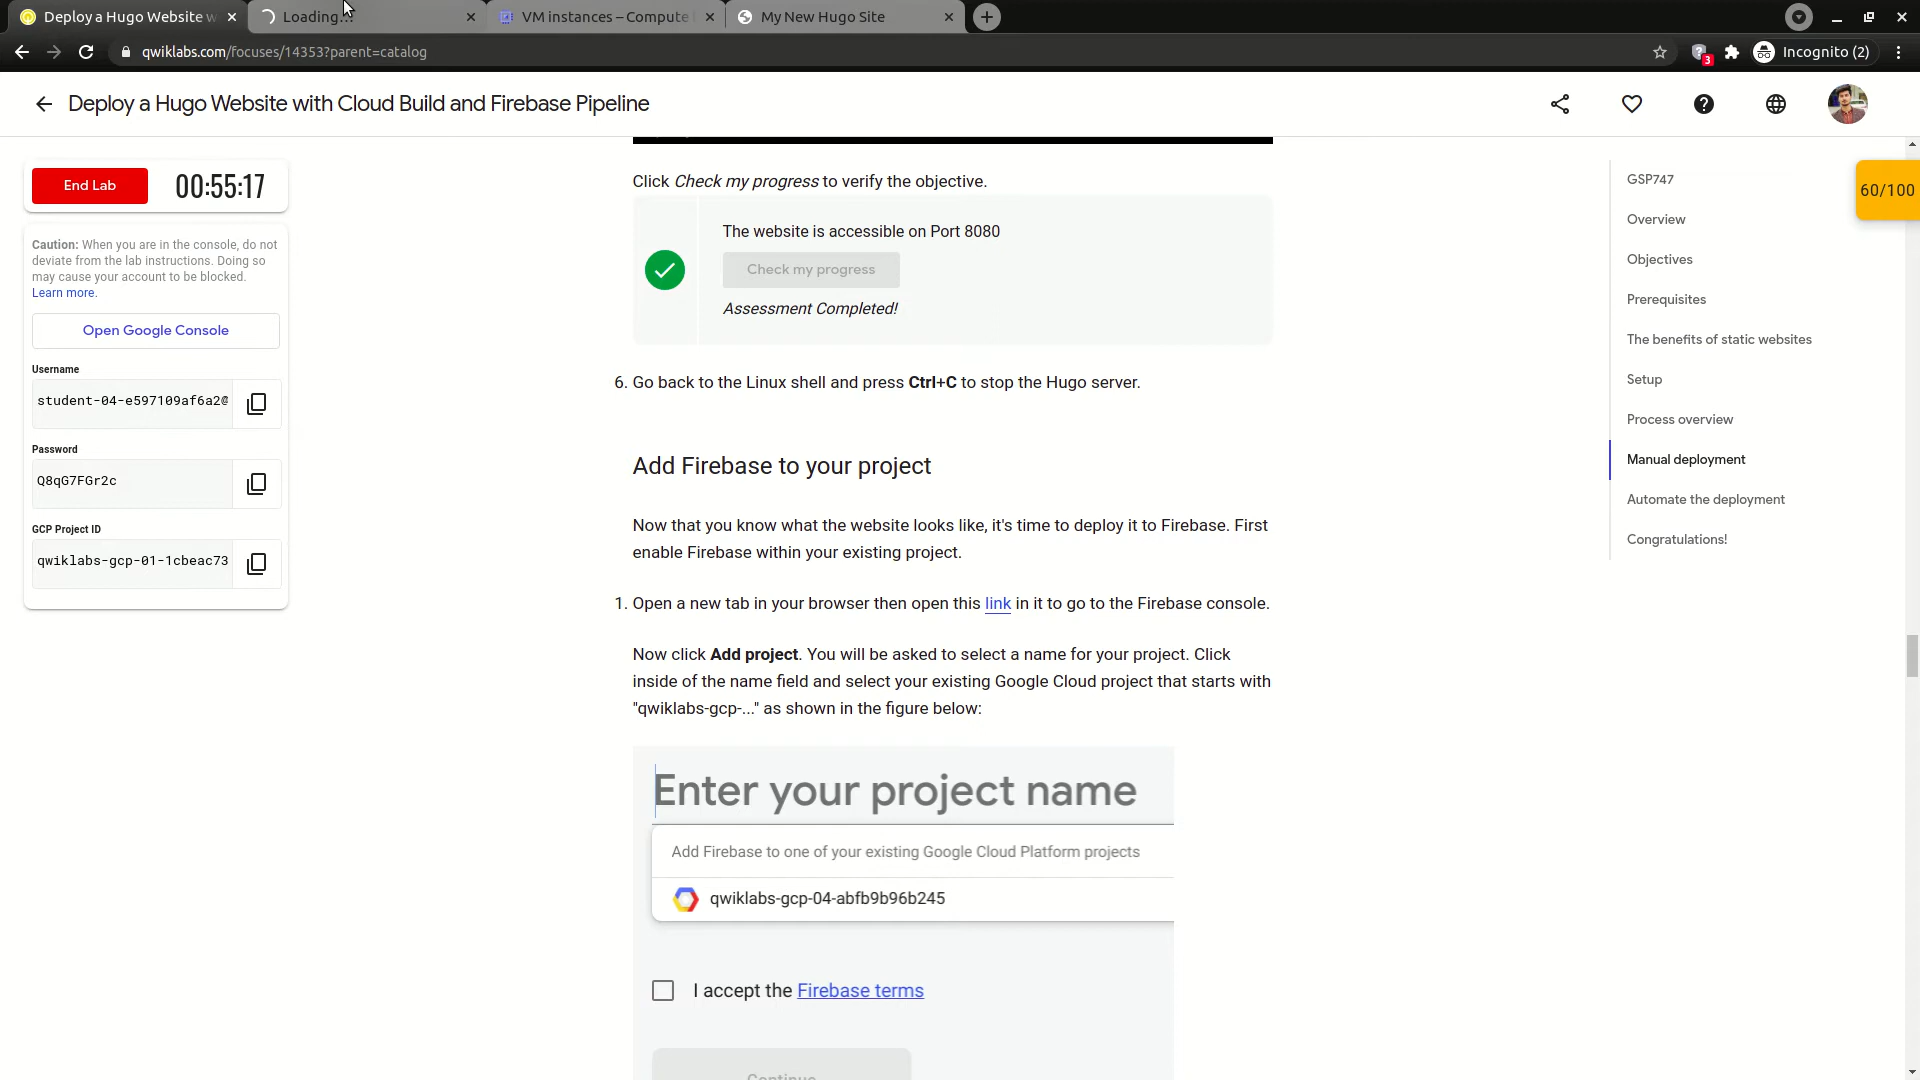 Deploy a Hugo Website w
Loading...
VM instances – Compute
My New Hugo Site
qwiklabs.com/focuses/14353?parent=catalog
3
Incognito (2)
Deploy a Hugo Website with Cloud Build and Firebase Pipeline
End Lab
00:55:17
Caution: When you are in the console, do not
deviate from the lab instructions. Doing so
may cause your account to be blocked.
Learn more.
Open Google Console
Username
student-04-e597109af6a2@
Password
Q8qG7FGr2c
GCP Project ID
qwiklabs-gcp-01-1cbeac73
Click Check my progress to verify the objective.
The website is accessible on Port 8080
Check my progress
Assessment Completed!
6. Go back to the Linux shell and press Ctrl+C to stop the Hugo server.
Add Firebase to your project
Now that you know what the website looks like, it's time to deploy it to Firebase. First
enable Firebase within your existing project.
1. Open a new tab in your browser then open this link in it to go to the Firebase console.
Now click Add project. You will be asked to select a name for your project. Click
inside of the name field and select your existing Google Cloud project that starts with
"qwiklabs-gcp-..." as shown in the figure below:
Enter your project name
Add Firebase to one of your existing Google Cloud Platform projects
qwiklabs-gcp-04-abfb9b96b245
I accept the Firebase terms
Continue
GSP747
Overview
Objectives
Prerequisites
The benefits of static websites
Setup
Process overview
Manual deployment
Automate the deployment
Congratulations!
60/100